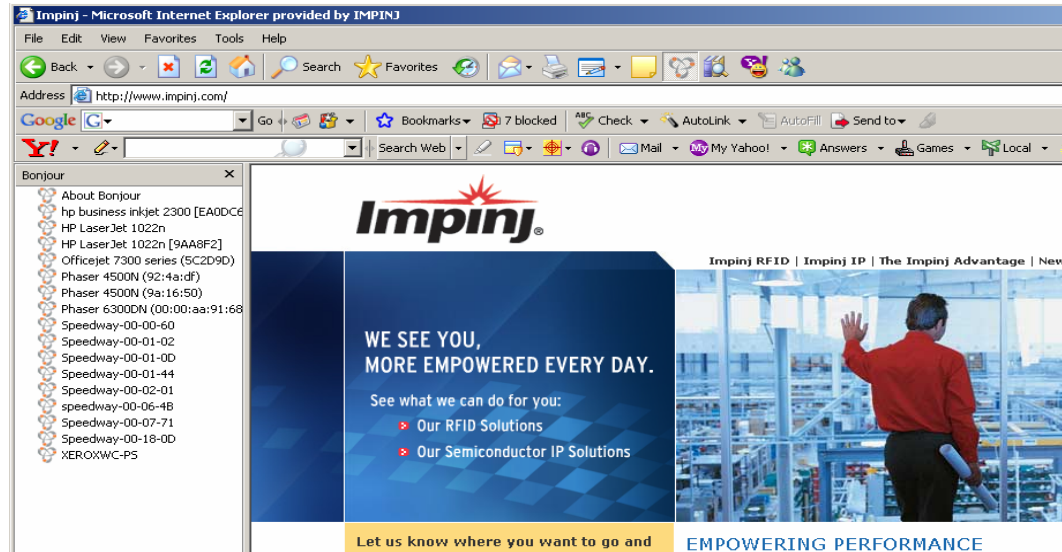 Impinj - Microsoft Internet Explorer provided by IMPINJ
File Edit View Favorites Tools Help
Back Search Favorites
Address http://www.impinj.com/
Google G Go Bookmarks 7 blocked ABC Check AutoLink AutoFill Send to
Y! Search Web Mail My My Yahoo! Answers Games Local
Bonjour x
About Bonjour
hp business inkjet 2300 [EA0DC6
HP LaserJet 1022n
HP LaserJet 1022n [9AA8F2]
Officejet 7300 series (5C2D9D)
Phaser 4500N (92:4a:df)
Phaser 4500N (9a:16:50)
Phaser 6300DN (00:00:aa:91:68
Speedway-00-00-60
Speedway-00-01-02
Speedway-00-01-0D
Speedway-00-01-44
Speedway-00-02-01
speedway-00-06-4B
Speedway-00-07-71
Speedway-00-18-0D
XEROXWC-PS
Impinj®
Impinj RFID | Impinj IP | The Impinj Advantage | New
WE SEE YOU,
MORE EMPOWERED EVERY DAY.
See what we can do for you:
Our RFID Solutions
Our Semiconductor IP Solutions
Let us know where you want to go and
EMPOWERING PERFORMANCE